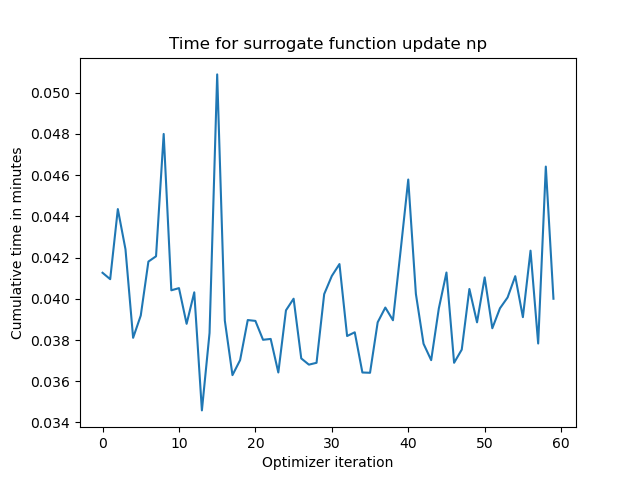 Time for surrogate function update np
Cumulative time in minutes
0.050
0.048
0.046
0.044
0.042
0.040
0.038
0.036
0.034
0 10 20 30 40 50 60
Optimizer iteration